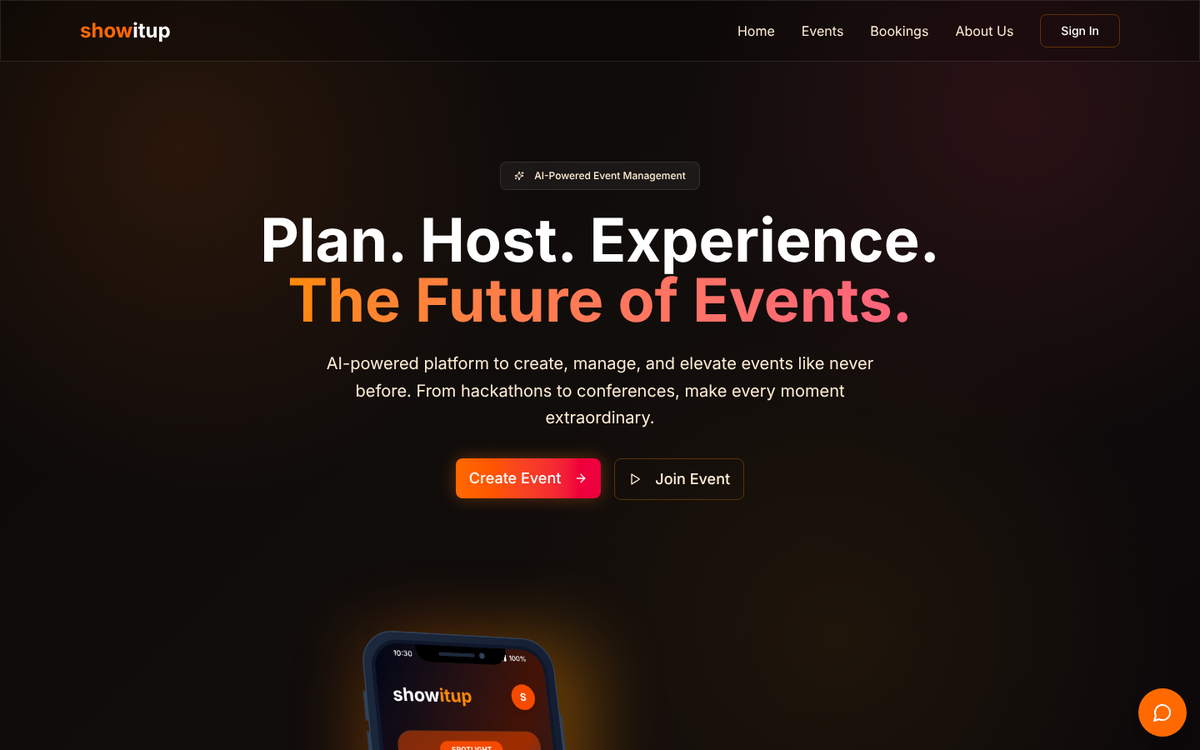 showitup
Home Events Bookings About Us Sign In
AI-Powered Event Management
Plan. Host. Experience.
The Future of Events.
AI-powered platform to create, manage, and elevate events like never
before. From hackathons to conferences, make every moment
extraordinary.
Create Event
Join Event
10:30
100%
showitup
S
SPOTLIGHT